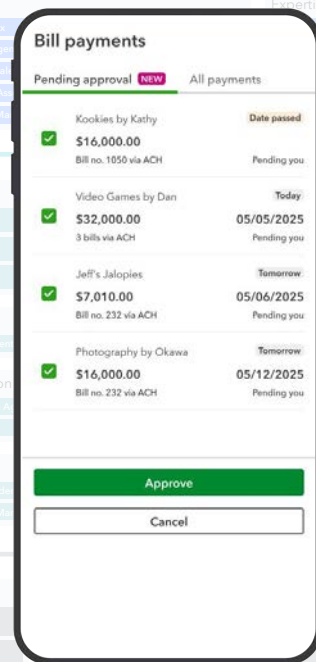 Experti
Bill payments
Pending approval NEW All payments
Kookies by Kathy Date passed
$16,000.00
Bill no. 1050 via ACH Pending you
Video Games by Dan Today
$32,000.00 05/05/2025
3 bills via ACH Pending you
Jeff's Jalopies Tomorrow
$7,010.00 05/06/2025
Bill no. 232 via ACH Pending you
Photography by Okawa Tomorrow
$16,000.00 05/12/2025
Bill no. 232 via ACH Pending you
Approve
Cancel